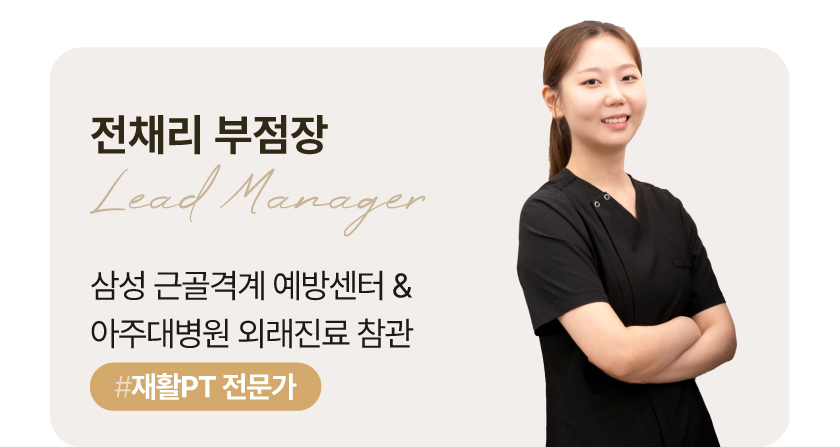 전채리 부점장
Lead Manager
삼성 근골격계 예방센터 &
아주대병원 외래진료 참관
#재활PT 전문가